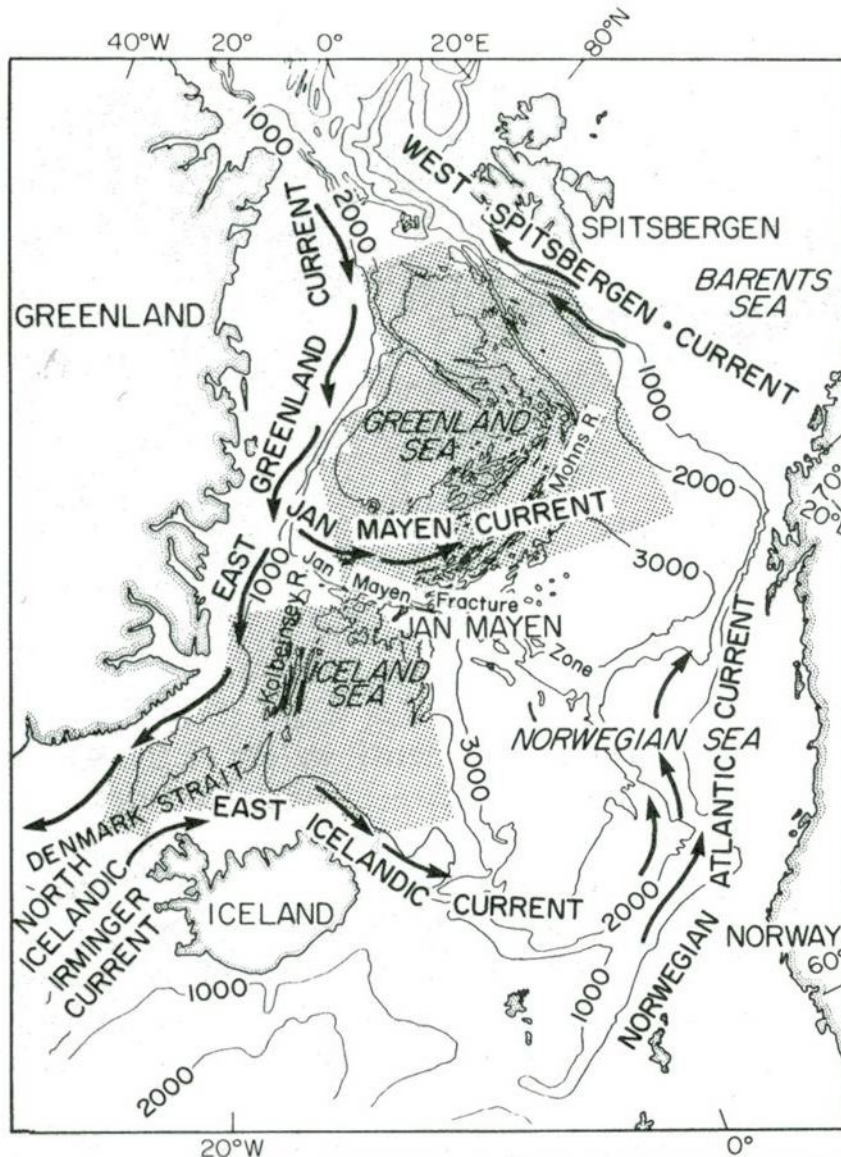 40°W 20° 0° 20°E 80°N
1000
2000
WEST SPITSBERGEN CURRENT
SPITSBERGEN
BARENTS
SEA
GREENLAND
EAST GREENLAND CURRENT
1000
GREENLAND
SEA
Mohns R.
2000
70°
JAN MAYEN CURRENT
3000
1000
Jan Mayen Fracture Zone
JAN MAYEN
Kolbeinsey R.
ICELAND
SEA
NORWEGIAN SEA
3000
DENMARK STRAIT
EAST ICELANDIC CURRENT
NORTH
ICELANDIC
IRMINGER
CURRENT
ICELAND
2000
NORWEGIAN ATLANTIC CURRENT
NORWAY
60°
1000
1000
2000
20°W 0°